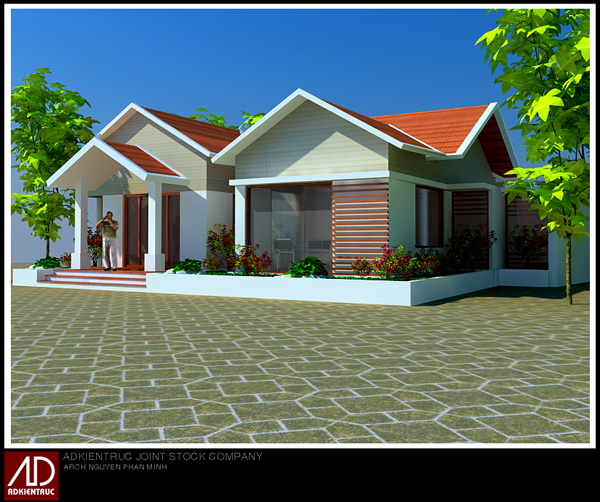 ADKIENTRUC JOINT STOCK COMPANY
ARCH NGUYEN PHAN MINH
AD
ADKIENTRUC